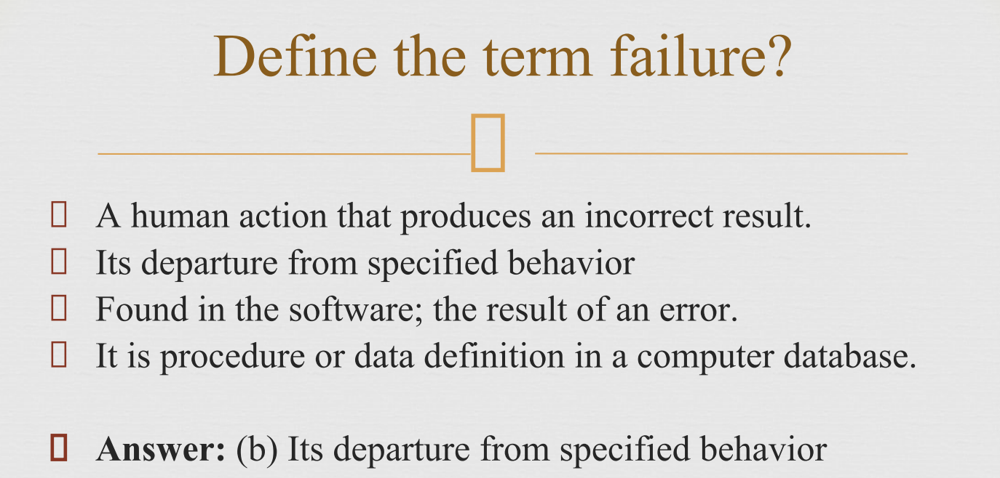 Define the term failure?
A human action that produces an incorrect result.
Its departure from specified behavior
Found in the software; the result of an error.
It is procedure or data definition in a computer database.
Answer: (b) Its departure from specified behavior